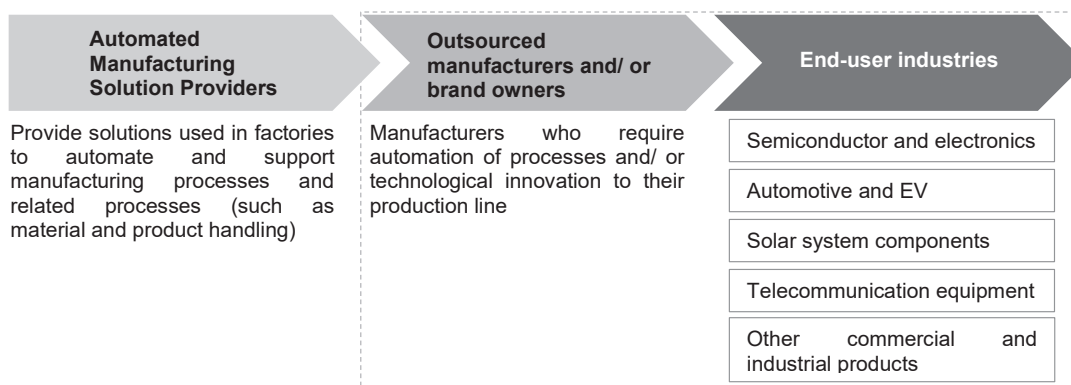 Automated
Manufacturing
Solution Providers
Provide solutions used in factories
to automate and support
manufacturing processes and
related processes (such as
material and product handling)
Outsourced
manufacturers and/ or
brand owners
Manufacturers who require
automation of processes and/ or
technological innovation to their
production line
End-user industries
Semiconductor and electronics
Automotive and EV
Solar system components
Telecommunication equipment
Other commercial and
industrial products